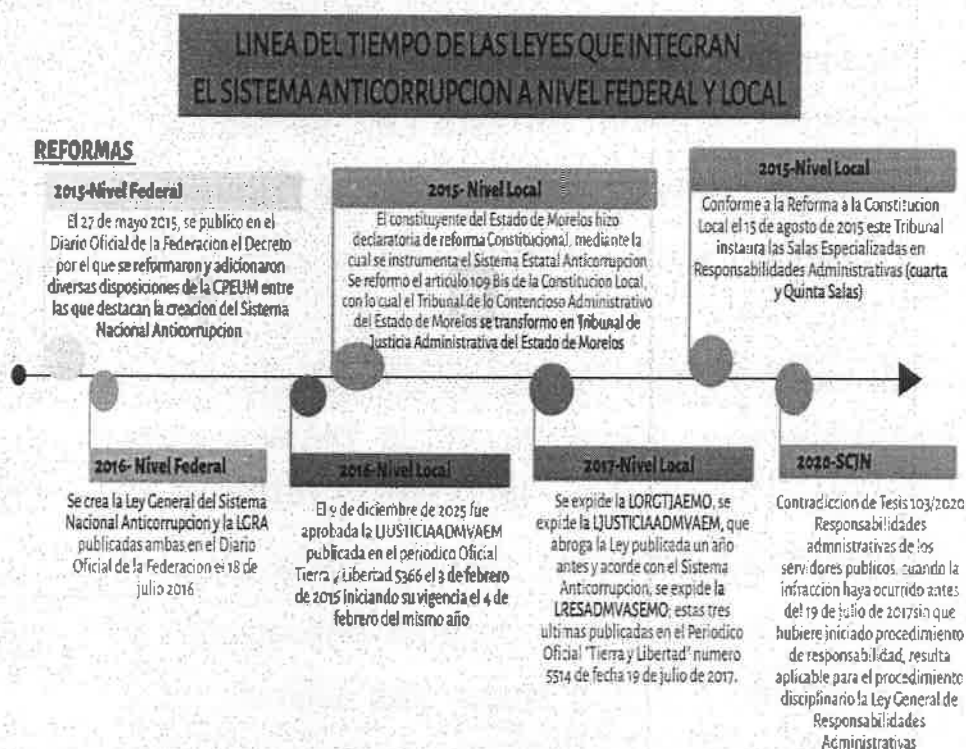 LINEA DEL TIEMPO DE LAS LEYES QUE INTEGRAN
EL SISTEMA ANTICORRUPCION A NIVEL FEDERAL Y LOCAL
REFORMAS
2015-Nivel Federal
El 27 de mayo 2015, se publico en el
Diario Oficial de la Federacion el Decreto
por el que se reformaron y adicionaron
diversas disposiciones de la CPEUM entre
las que destacan la creacion del Sistema
Nacional Anticorrupcion
2015- Nivel Local
El constituyente del Estado de Morelos hizo
declaratoria de reforma Constitucional, mediante la
cual se instrumenta el Sistema Estatal Anticorrupcion
Se reformo el articulo 109 Bis de la Constitucion Local,
con lo cual el Tribunal de lo Contencioso Administrativo
del Estado de Morelos se transformo en Tribunal de
Justicia Administrativa del Estado de Morelos
2015-Nivel Local
Conforme a la Reforma a la Constitucion
Local el 15 de agosto de 2015 este Tribunal
instaura las Salas Especializadas en
Responsabilidades Administrativas (cuarta
y Quinta Salas)
2016- Nivel Federal
Se crea la Ley General del Sistema
Nacional Anticorrupcion y la LGRA
publicadas ambas en el Diario
Oficial de la Federacion el 18 de
julio 2016
2016-Nivel Local
El 9 de diciembre de 2025 fue
aprobada la LJUSTICIAADMVAEM
publicada en el periodico Oficial
Tierra y Libertad 5366 el 3 de febrero
de 2015 iniciando su vigencia el 4 de
febrero del mismo año
2017-Nivel Local
Se expide la LORGTJAEMO, se
expide la LJUSTICIAADMVAEM, que
abroga la Ley publicada un año
antes y acorde con el Sistema
Anticorrupcion, se expide la
LRESADMVASEMO; estas tres
ultimas publicadas en el Periodico
Oficial "Tierra y Libertad" numero
5514 de fecha 19 de julio de 2017.
2020-SCJN
Contradiccion de Tesis 103/2020
Responsabilidades
admnistrativas de los
servidores publicos, cuando la
infracción haya ocurrido antes
del 19 de julio de 2017sin que
hubiere iniciado procedimiento
de responsabilidad, resulta
aplicable para el procedimiento
disciplinario la Ley General de
Responsabilidades
Administrativas